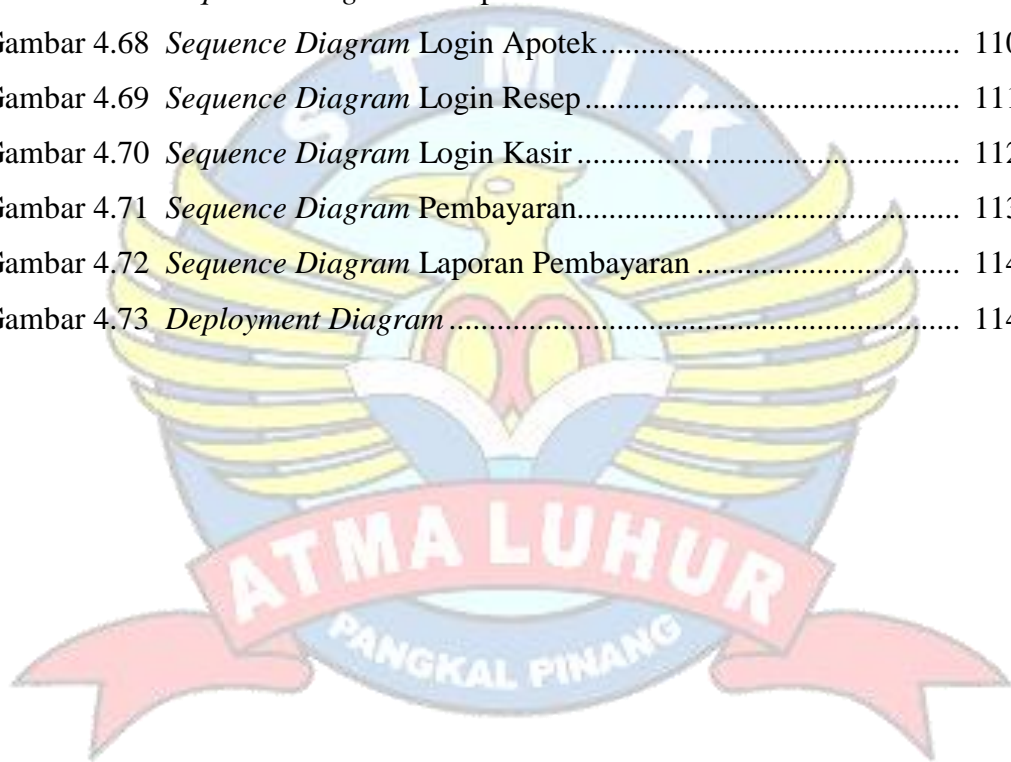 Gambar 4.68 Sequence Diagram Login Apotek.......................................... 110
Gambar 4.69 Sequence Diagram Login Resep............................................ 111
Gambar 4.70 Sequence Diagram Login Kasir............................................. 112
Gambar 4.71 Sequence Diagram Pembayaran............................................. 113
Gambar 4.72 Sequence Diagram Laporan Pembayaran ............................... 114
Gambar 4.73 Deployment Diagram............................................................. 114
STMIK
ATMA LUHUR
PANGKAL PINANG